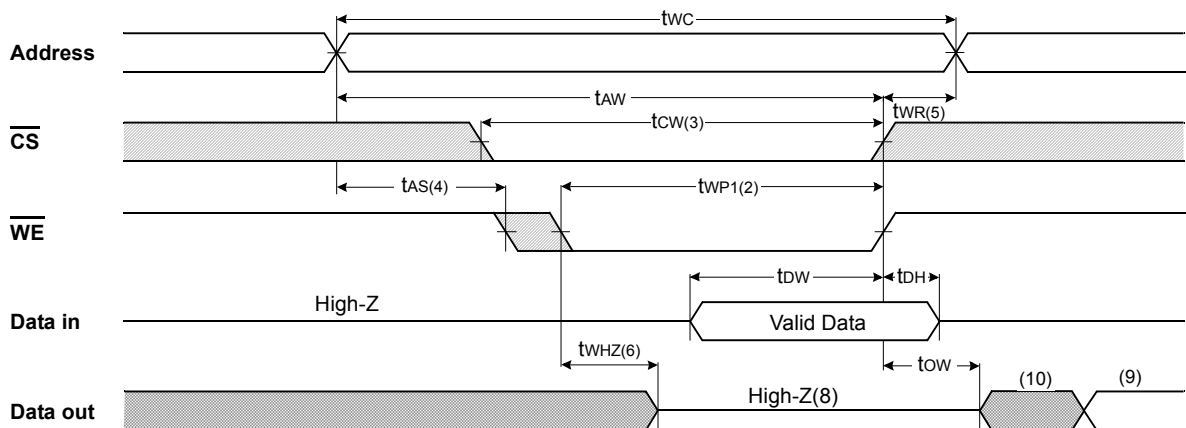 tWC
Address
tAW
tWR(5)
tCW(3)
CS
tAS(4)
tWP1(2)
WE
tDW
tDH
High-Z
Data in
Valid Data
tWHZ(6)
tOW
(10)
(9)
High-Z(8)
Data out